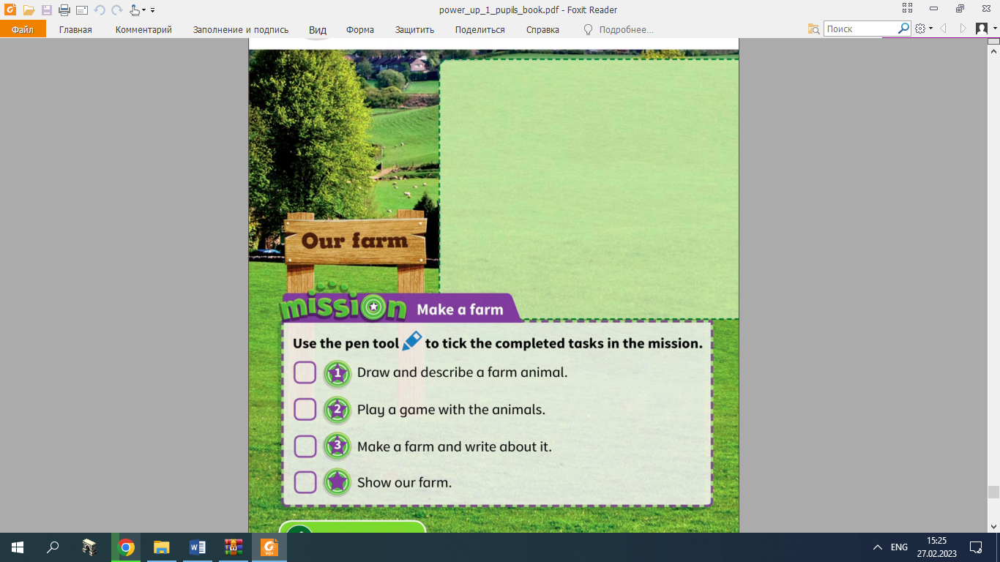 power_up_1_pupils_book.pdf - Foxit Reader
Файл Главная Комментарий Заполнение и подпись Вид Форма Защитить Поделиться Справка Подробнее... Поиск
Our farm
mission Make a farm
Use the pen tool to tick the completed tasks in the mission.
1 Draw and describe a farm animal.
2 Play a game with the animals.
3 Make a farm and write about it.
Show our farm.
ENG
15:25
27.02.2023